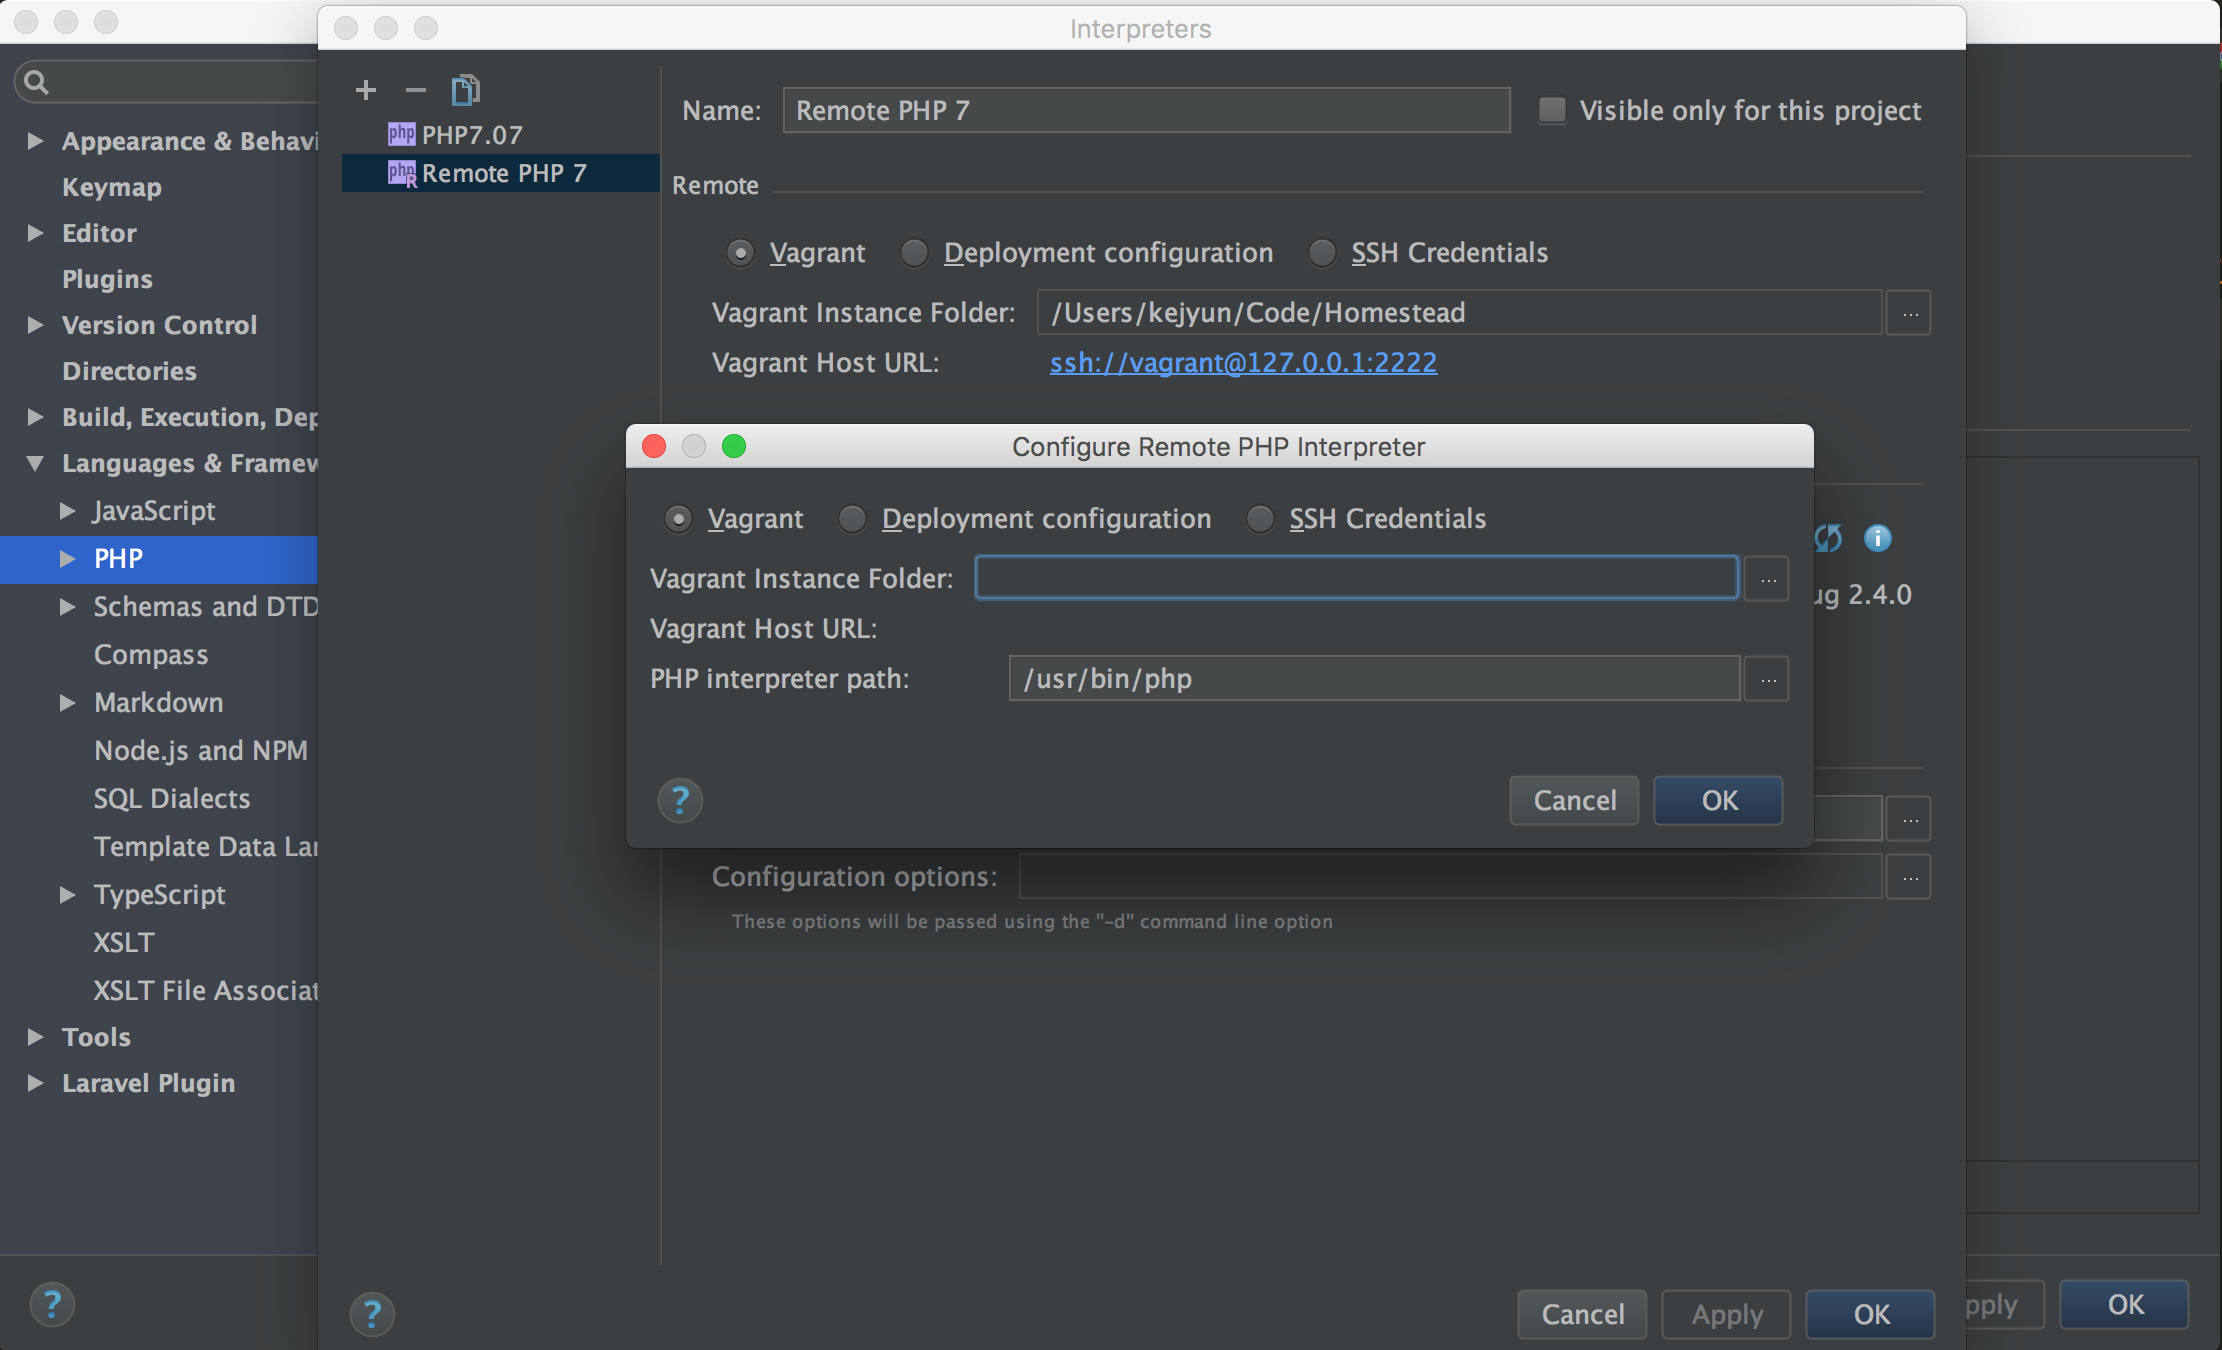 Interpreters
Appearance & Behavi
Keymap
Editor
Plugins
Version Control
Directories
Build, Execution, Dep
Languages & Framew
JavaScript
PHP
Schemas and DTD
Compass
Markdown
Node.js and NPM
SQL Dialects
Template Data Lan
TypeScript
XSLT
XSLT File Associat
Tools
Laravel Plugin
php PHP7.07
php R Remote PHP 7
Name: Remote PHP 7 Visible only for this project
Remote
Vagrant Deployment configuration SSH Credentials
Vagrant Instance Folder: /Users/kejyun/Code/Homestead ...
Vagrant Host URL: ssh://vagrant@127.0.0.1:2222
Configure Remote PHP Interpreter
Vagrant Deployment configuration SSH Credentials
Vagrant Instance Folder: ...
Vagrant Host URL:
PHP interpreter path: /usr/bin/php ...
? Cancel OK
i
ug 2.4.0
...
Configuration options: ...
These options will be passed using the "-d" command line option
? Cancel Apply OK
? pply OK